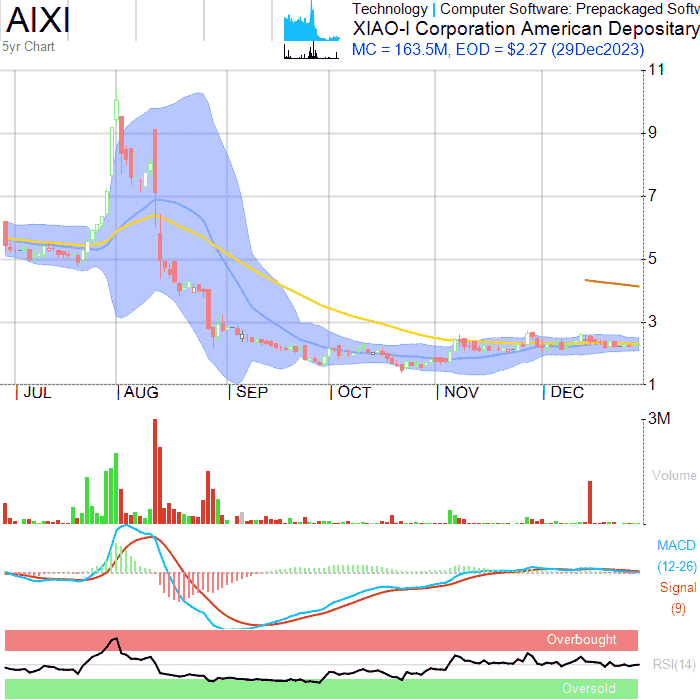 AIXI
5yr Chart
Technology | Computer Software: Prepackaged Softw
XIAO-I Corporation American Depositary
MC = 163.5M, EOD = $2.27 (29Dec2023)
11
9
7
5
3
1
JUL AUG SEP OCT NOV DEC
3M
Volume
MACD
(12-26)
Signal
(9)
Overbought
RSI(14)
Oversold